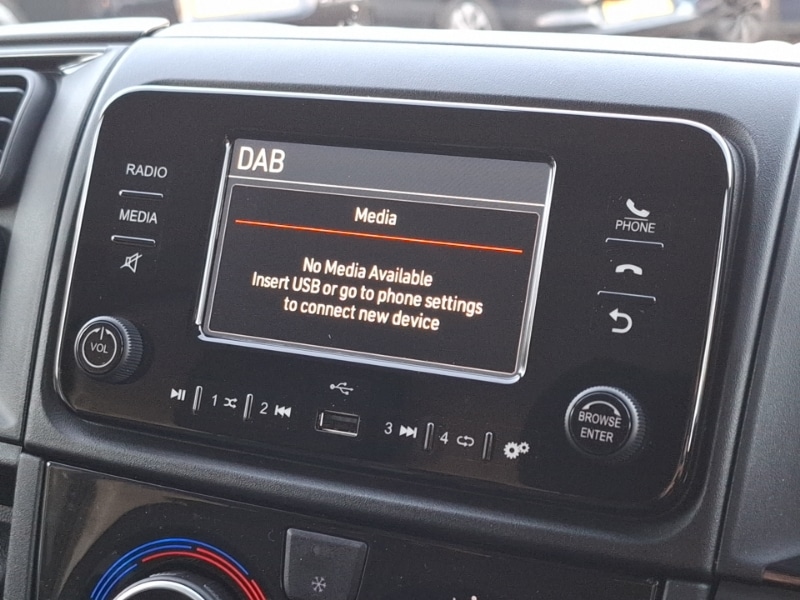 DAB
Media
No Media Available
Insert USB or go to phone settings
to connect new device
RADIO
MEDIA
VOL
1
2
3
4
PHONE
BROWSE
ENTER